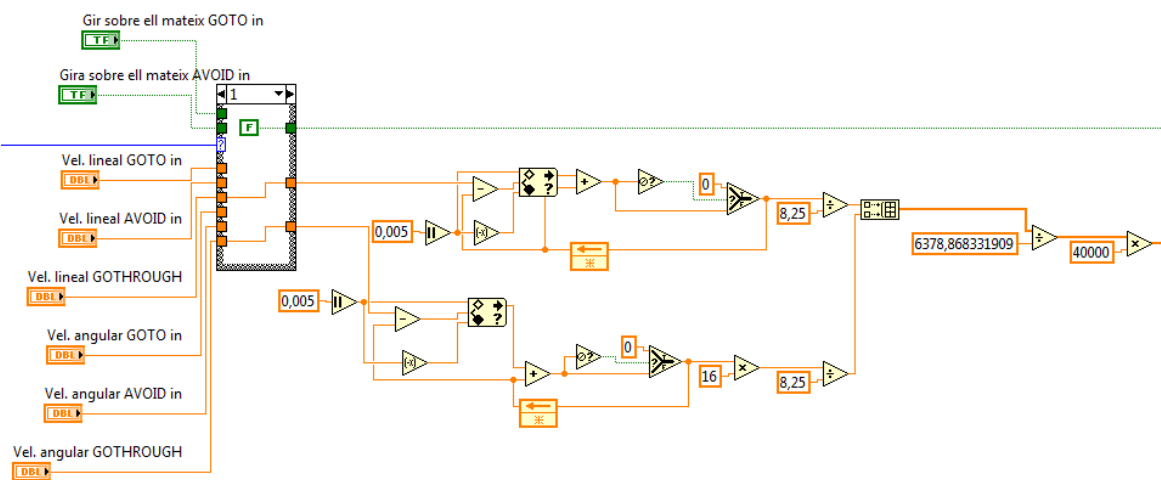 Gir sobre ell mateix GOTO in
TF
Gira sobre ell mateix AVOID in
TF
1
F
?
Vel. lineal GOTO in
DBL
Vel. lineal AVOID in
DBL
Vel. lineal GOTHROUGH
DBL
Vel. angular GOTO in
DBL
Vel. angular AVOID in
DBL
Vel. angular GOTHROUGH
DBL
0,005
?
?
0
?
8,25
6378,868331909
40000
0,005
?
?
0
?
16
8,25